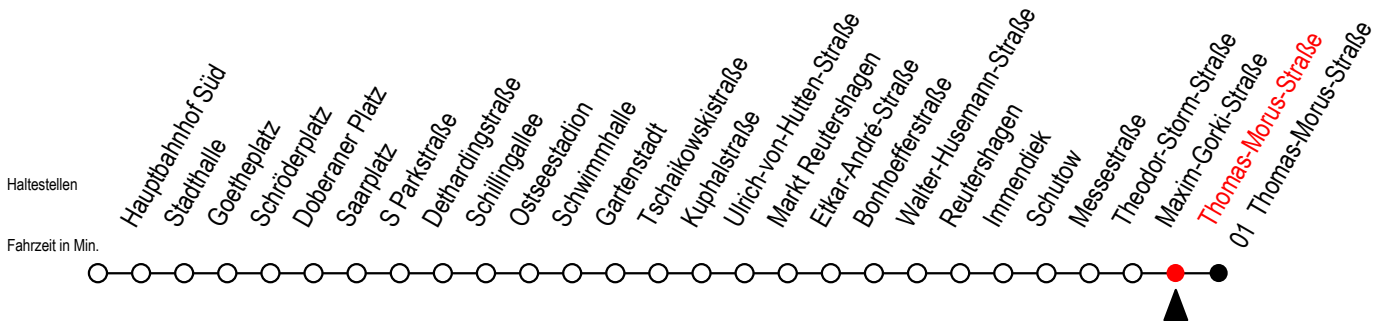 Haltestellen
Hauptbahnhof Süd
Stadthalle
Goetheplatz
Schröderplatz
Doberaner Platz
Saarplatz
S Parkstraße
Dethardingstraße
Schillingallee
Ostseestadion
Schwimmhalle
Gartenstadt
Tschaikowskistraße
Kuphalstraße
Ulrich-von-Hutten-Straße
Markt Reutershagen
Etkar-André-Straße
Bonhoefferstraße
Walter-Husemann-Straße
Reutershagen
Immendiek
Schutow
Messestraße
Theodor-Storm-Straße
Maxim-Gorki-Straße
Thomas-Morus-Straße
01 Thomas-Morus-Straße
Fahrzeit in Min.